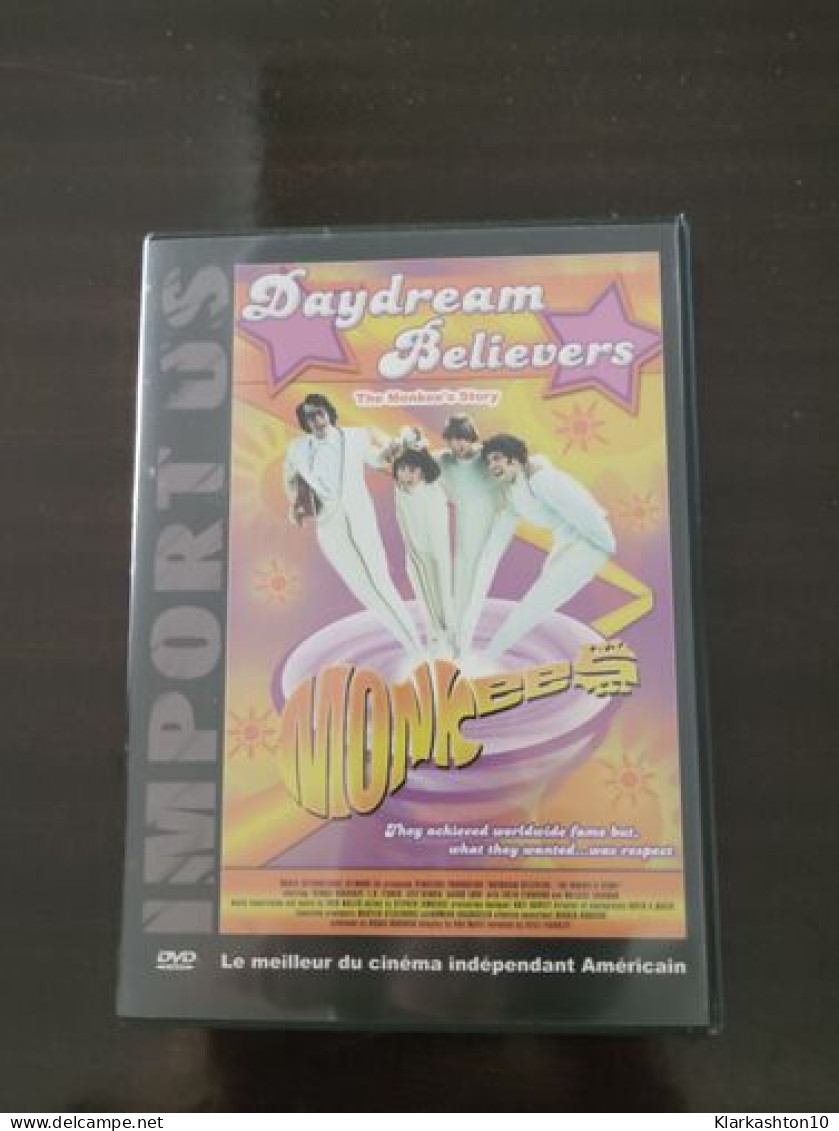 IMPORT US
Daydream
Believers
The Monkee's Story
MONKEES
They achieved worldwide fame but,
what they wanted...was respect
DVD
Le meilleur du cinéma indépendant Américain
delcampe.net
Klarkashton10